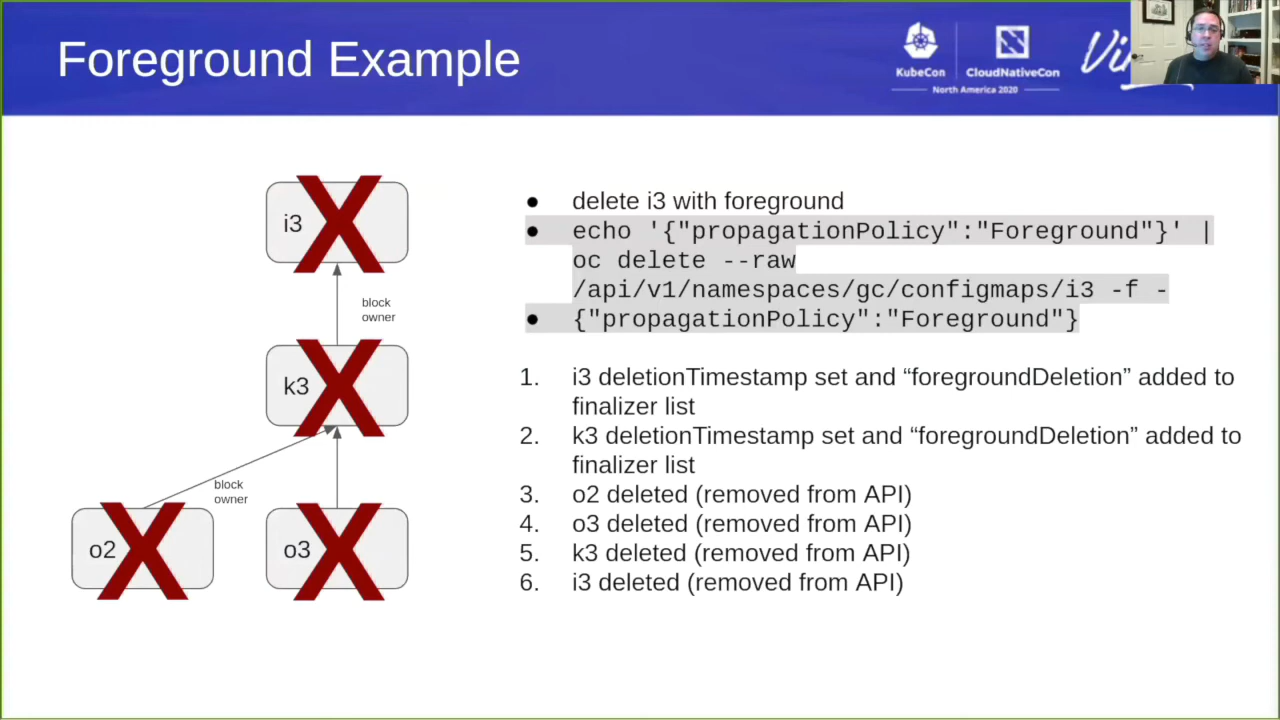 Foreground Example
KubeCon
CloudNativeCon
North America 2020
i3
block
owner
k3
block
owner
o2
o3
● delete i3 with foreground
● echo '{"propagationPolicy":"Foreground"}' |
oc delete --raw
/api/v1/namespaces/gc/configmaps/i3 -f -
● {"propagationPolicy":"Foreground"}
1. i3 deletionTimestamp set and “foregroundDeletion” added to
finalizer list
2. k3 deletionTimestamp set and “foregroundDeletion” added to
finalizer list
3. o2 deleted (removed from API)
4. o3 deleted (removed from API)
5. k3 deleted (removed from API)
6. i3 deleted (removed from API)